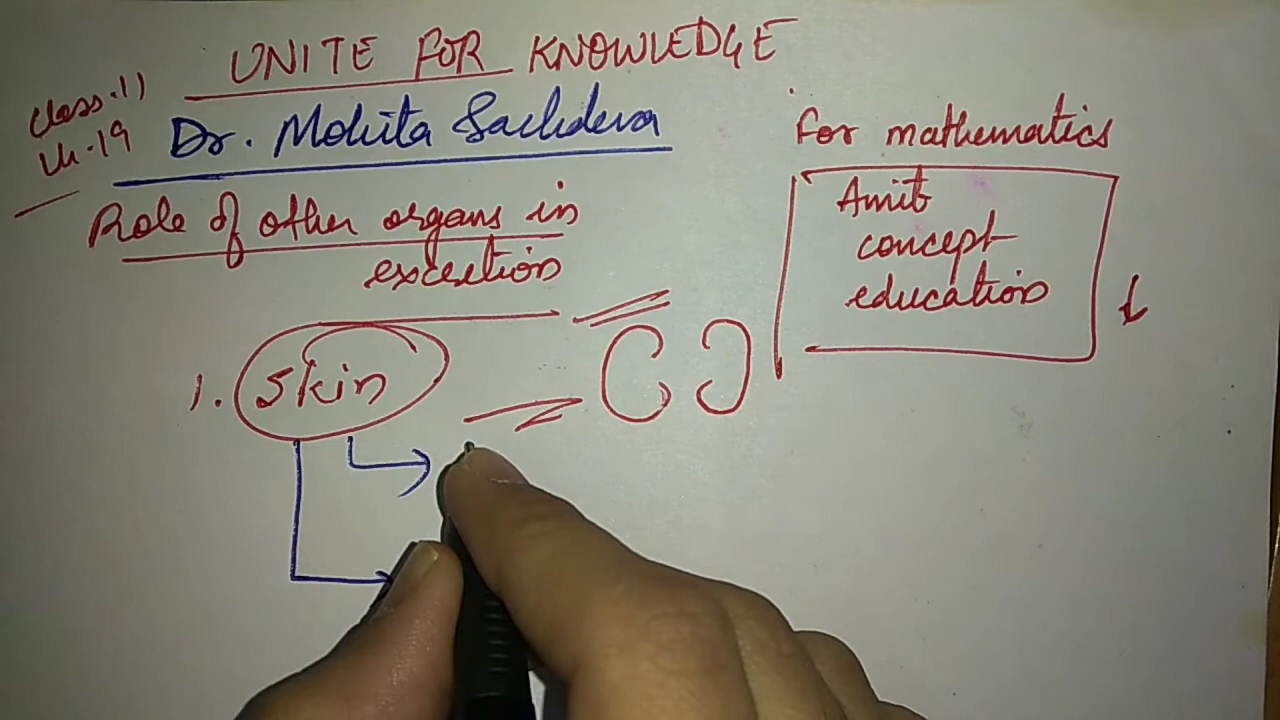 UNITE FOR KNOWLEDGE
Class.11
Ch.19
Dr. Mohita Sachdeva
Role of other organs in
excretion
For mathematics
Amit
concept
education
1. Skin